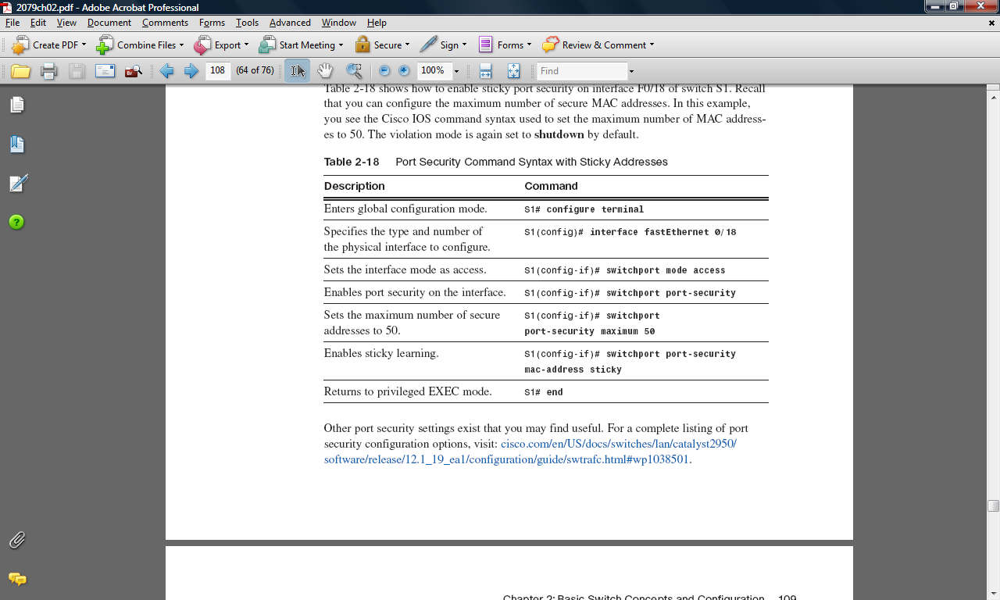 2079ch02.pdf - Adobe Acrobat Professional
File Edit View Document Comments Forms Tools Advanced Window Help
Create PDF Combine Files Export Start Meeting Secure Sign Forms Review & Comment
108 (64 of 76) 100% Find
Table 2-18 shows how to enable sticky port security on interface F0/18 of switch S1. Recall
that you can configure the maximum number of secure MAC addresses. In this example,
you see the Cisco IOS command syntax used to set the maximum number of MAC address-
es to 50. The violation mode is again set to shutdown by default.
Table 2-18 Port Security Command Syntax with Sticky Addresses
Description Command
Enters global configuration mode. S1# configure terminal
Specifies the type and number of S1(config)# interface fastEthernet 0/18
the physical interface to configure.
Sets the interface mode as access. S1(config-if)# switchport mode access
Enables port security on the interface. S1(config-if)# switchport port-security
Sets the maximum number of secure S1(config-if)# switchport
addresses to 50. port-security maximum 50
Enables sticky learning. S1(config-if)# switchport port-security
mac-address sticky
Returns to privileged EXEC mode. S1# end
Other port security settings exist that you may find useful. For a complete listing of port
security configuration options, visit: cisco.com/en/US/docs/switches/lan/catalyst2950/
software/release/12.1_19_ea1/configuration/guide/swtrafc.html#wp1038501.
Chapter 2: Basic Switch Concepts and Configuration 109